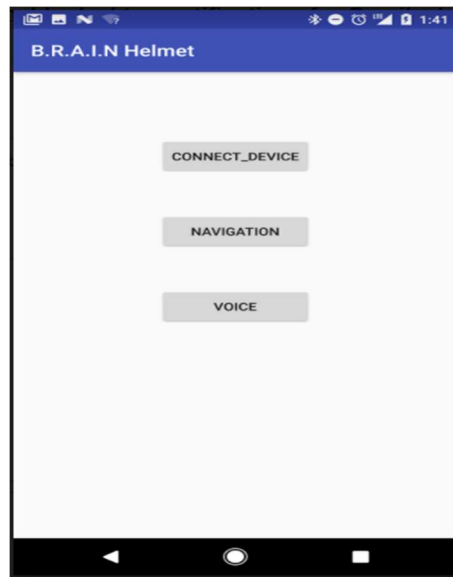 1:41
B.R.A.I.N Helmet
CONNECT_DEVICE
NAVIGATION
VOICE